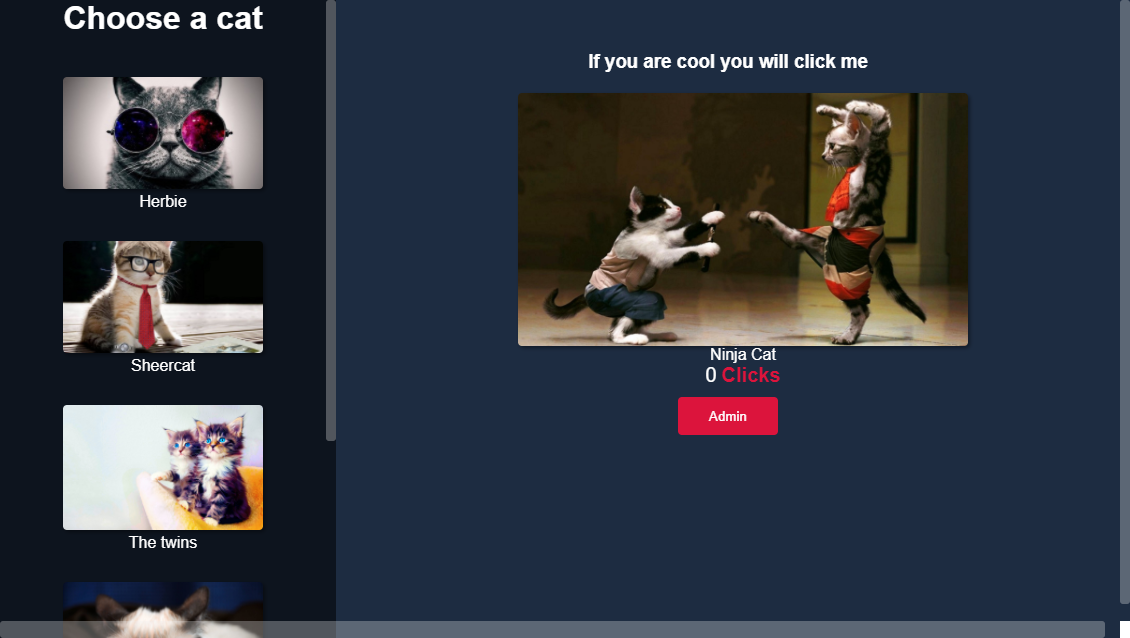 Choose a cat
Herbie
Sheercat
The twins
If you are cool you will click me
Ninja Cat
0 Clicks
Admin